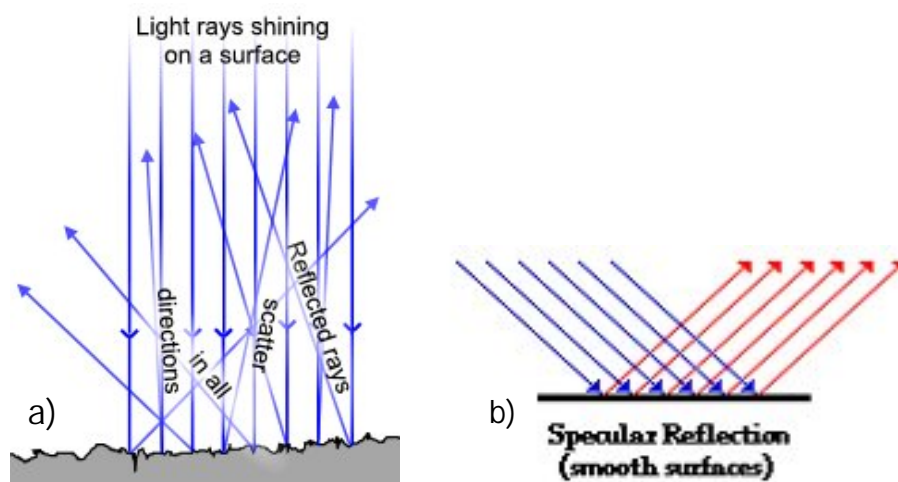 Light rays shining
on a surface
Reflected rays
scatter
in all
directions
a)
b)
Specular Reflection
(smooth surfaces)